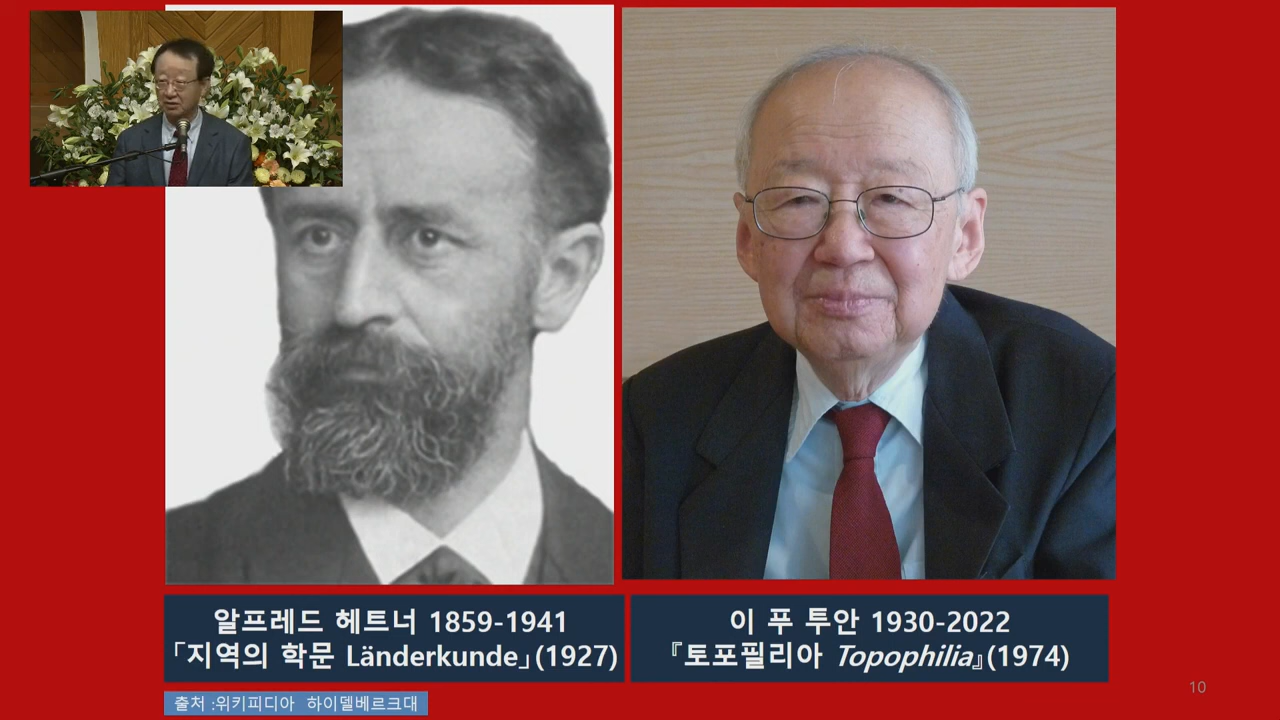 알프레드 헤트너 1859-1941
「지역의 학문 Länderkunde」(1927)
이 푸 투안 1930-2022
『토포필리아 Topophilia』(1974)
출처 :위키피디아 하이델베르크대
10